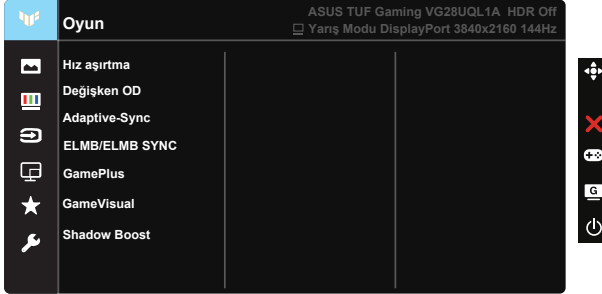 ASUS TUF Gaming VG28UQL1A HDR Off
Oyun
Yarış Modu DisplayPort 3840x2160 144Hz
Hız aşırtma
Değişken OD
Adaptive-Sync
ELMB/ELMB SYNC
GamePlus
GameVisual
Shadow Boost
G